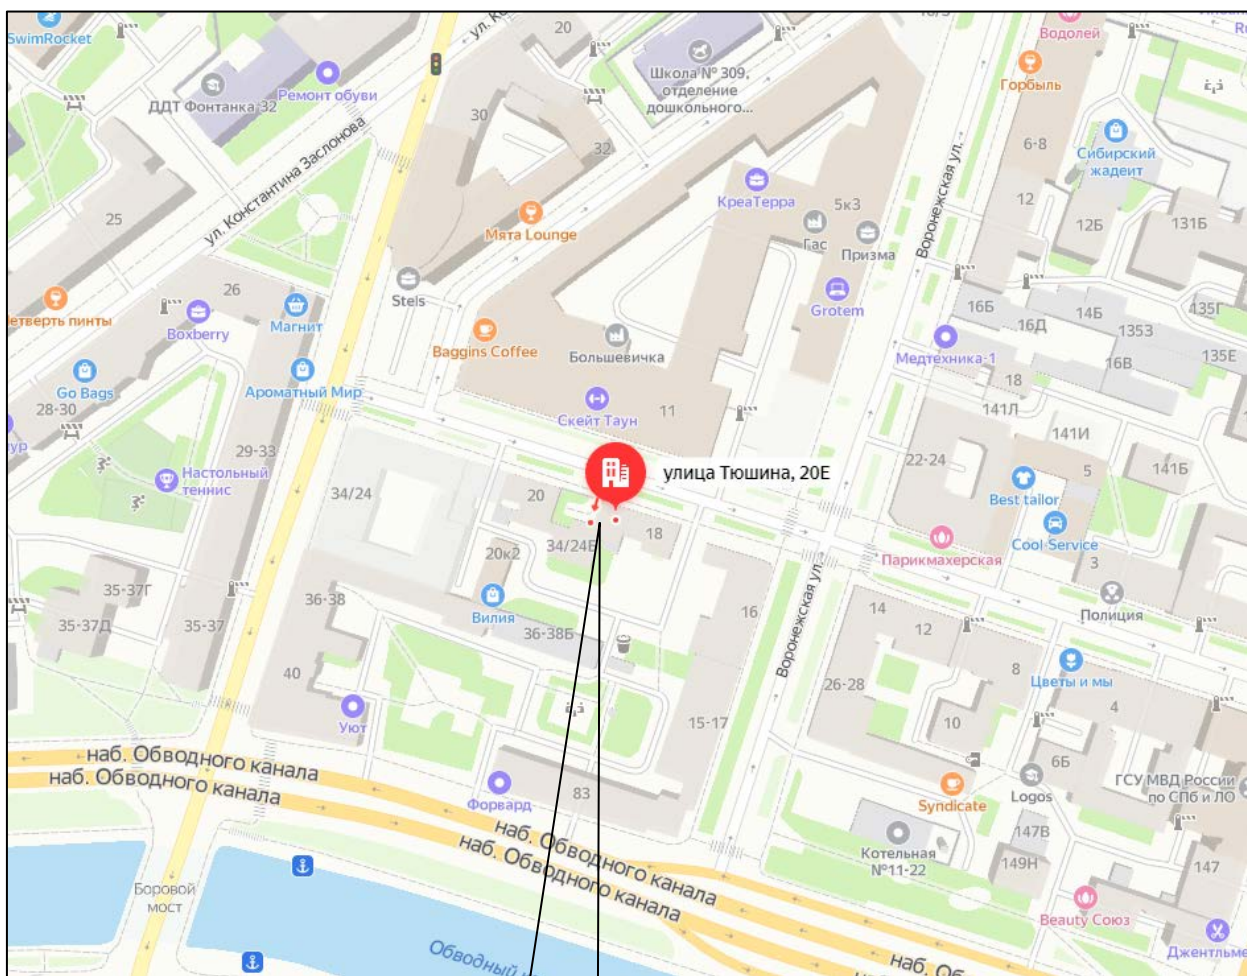 SwimRocket
ДДТ Фонтанка-32
Ремонт обуви
20
Школа № 309,
отделение
дошкольного...
Водолей
Горбыль
30
32
6-8
Сибирский
жадеит
ул. Константина Заслонова
25
КреаТерра
5к3
Гас
Призма
Воронежская ул.
12
12Б
131Б
Мята Lounge
Stels
Grotem
26
Магнит
Boxberry
16Б
16Д
14Б
135Г
135З
135Е
16В
Baggins Coffee
Большевичка
Медтехника-1
18
Go Bags
Ароматный Мир
28-30
Скейт Таун
11
141Л
141И
29-33
22-24
5
141Б
Настольный
теннис
улица Тюшина, 20Е
34/24
20
Best tailor
18
20к2
Cool-Service
Парикмахерская
3
35-37Г
36-38
Вилия
16
Полиция
35-37Д
35-37
36-38Б
14
12
Воронежская ул.
8
40
Цветы и мы
26-28
4
Уют
15-17
10
наб. Обводного канала
наб. Обводного канала
6Б
ГСУ МВД России
по СПб и ЛО
Форвард
83
Syndicate
Logos
наб. Обводного канала
наб. Обводного канала
Котельная
№11-22
147В
149Н
147
Боровой
мост
Beauty Союз
Джентльме
Обводный
наб. Об